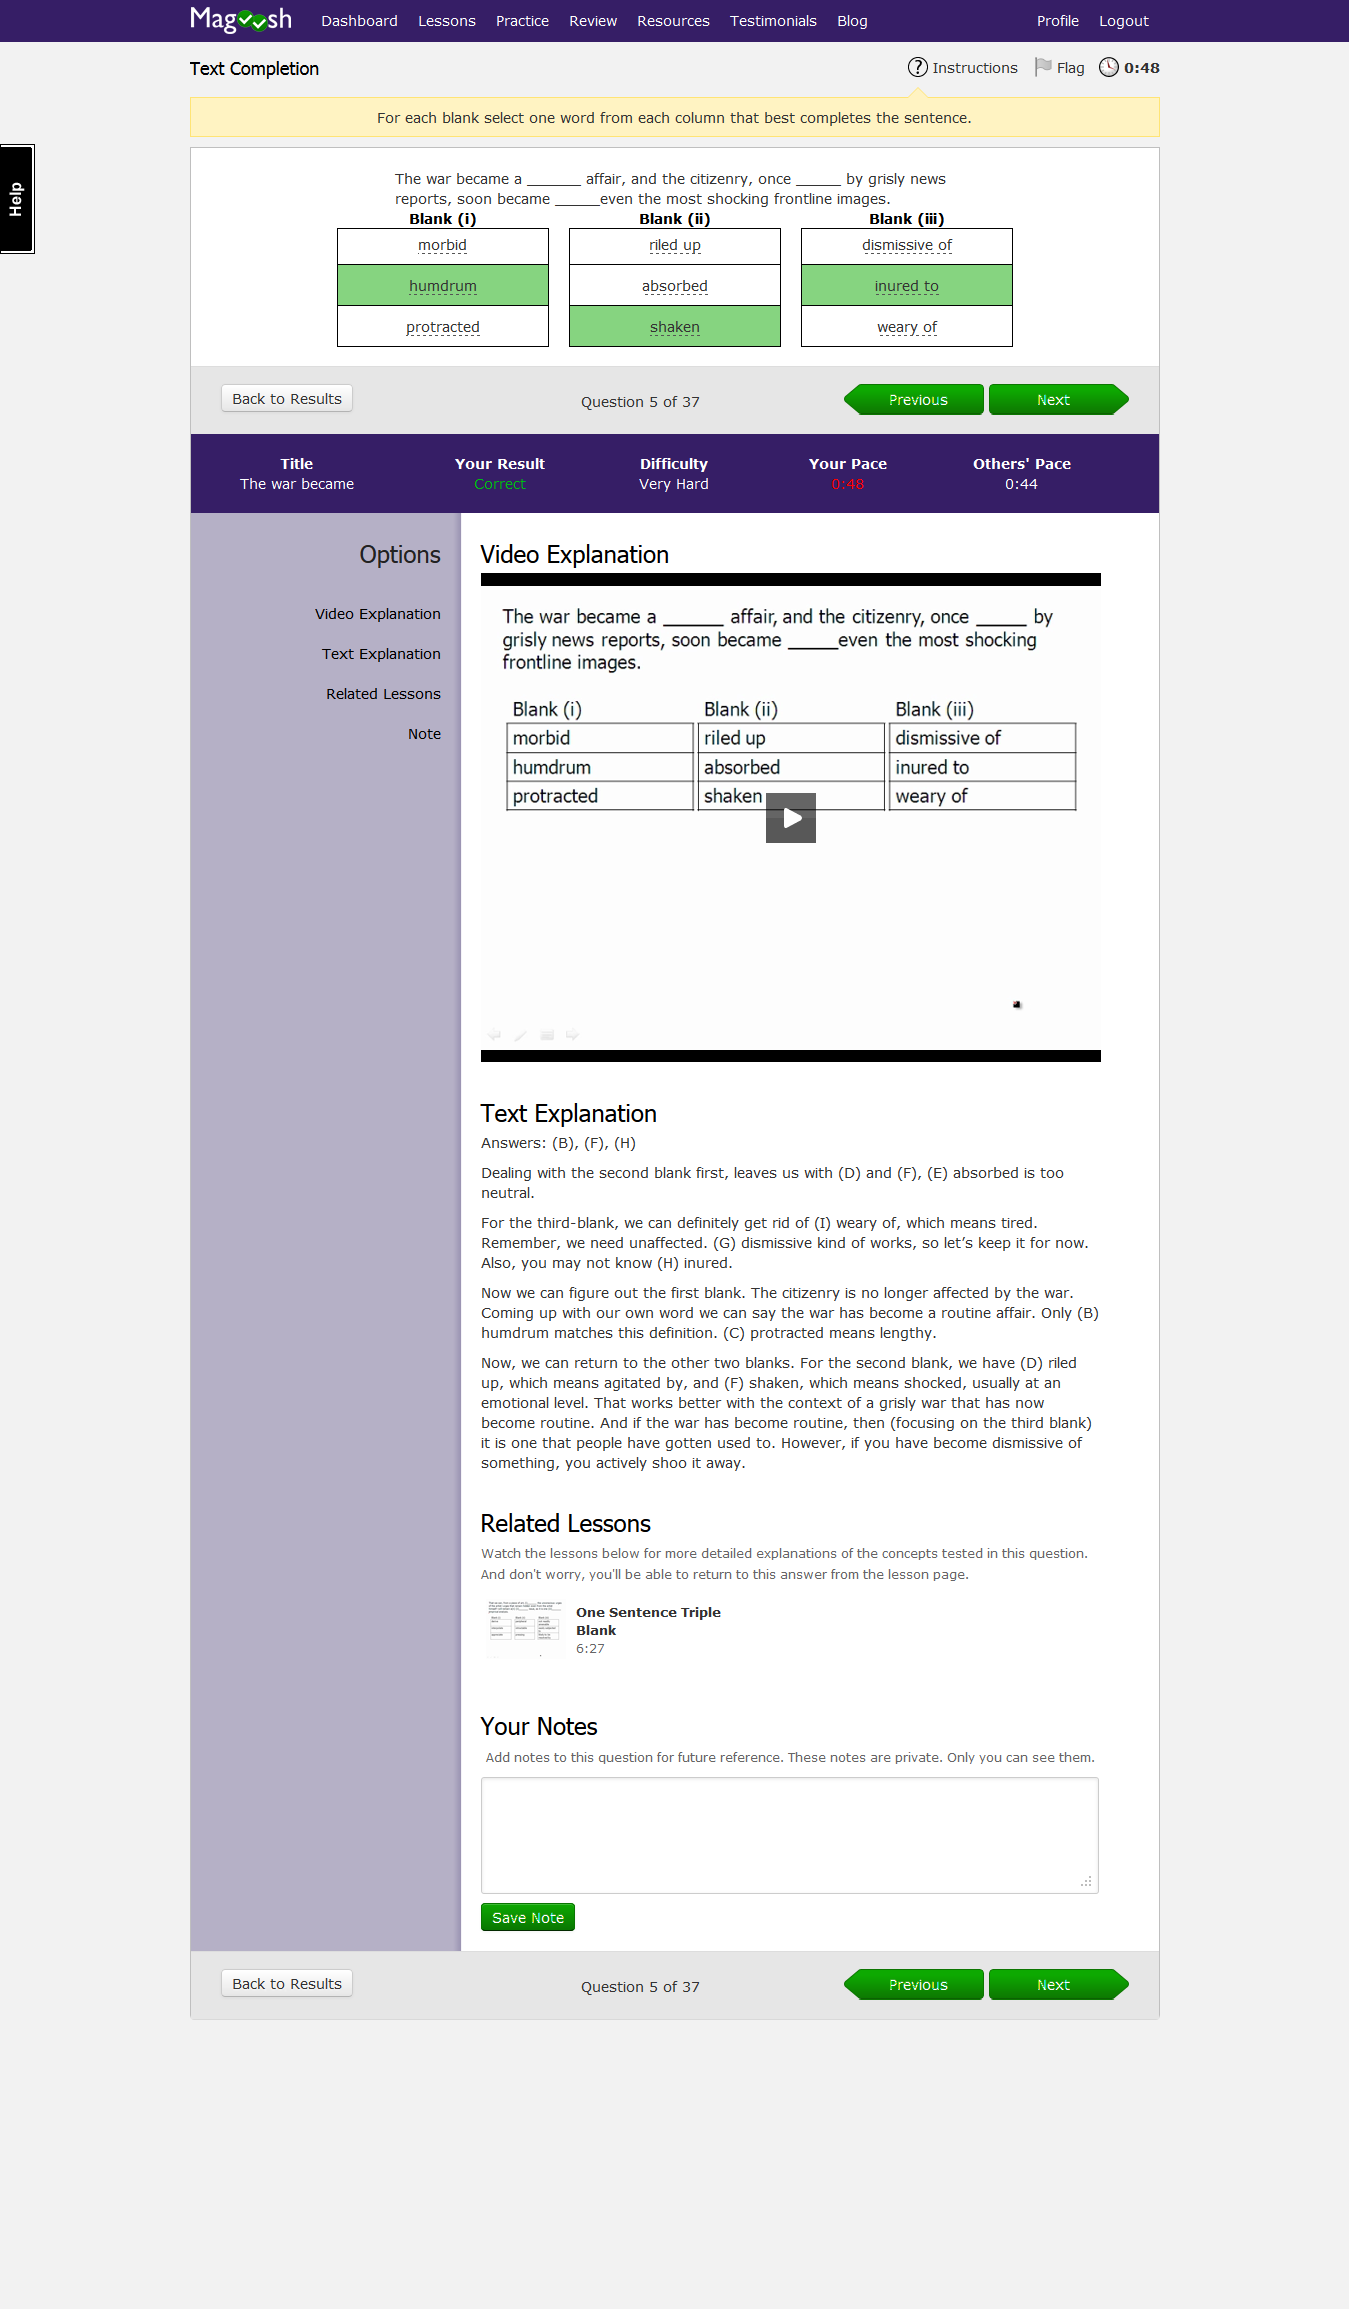 Magoosh Dashboard Lessons Practice Review Resources Testimonials Blog Profile Logout
Text Completion Instructions Flag 0:48
For each blank select one word from each column that best completes the sentence.
Help
The war became a _______ affair, and the citizenry, once ______ by grisly news
reports, soon became ______even the most shocking frontline images.
Blank (i) Blank (ii) Blank (iii)
morbid riled up dismissive of
humdrum absorbed inured to
protracted shaken weary of
Back to Results Question 5 of 37 Previous Next
Title Your Result Difficulty Your Pace Others' Pace
The war became Correct Very Hard 0:48 0:44
Options
Video Explanation
Text Explanation
Related Lessons
Note
Video Explanation
The war became a ______ affair, and the citizenry, once _____ by
grisly news reports, soon became _____even the most shocking
frontline images.
Blank (i) Blank (ii) Blank (iii)
morbid riled up dismissive of
humdrum absorbed inured to
protracted shaken weary of
Text Explanation
Answers: (B), (F), (H)
Dealing with the second blank first, leaves us with (D) and (F), (E) absorbed is too
neutral.
For the third-blank, we can definitely get rid of (I) weary of, which means tired.
Remember, we need unaffected. (G) dismissive kind of works, so let’s keep it for now.
Also, you may not know (H) inured.
Now we can figure out the first blank. The citizenry is no longer affected by the war.
Coming up with our own word we can say the war has become a routine affair. Only (B)
humdrum matches this definition. (C) protracted means lengthy.
Now, we can return to the other two blanks. For the second blank, we have (D) riled
up, which means agitated by, and (F) shaken, which means shocked, usually at an
emotional level. That works better with the context of a grisly war that has now
become routine. And if the war has become routine, then (focusing on the third blank)
it is one that people have gotten used to. However, if you have become dismissive of
something, you actively shoo it away.
Related Lessons
Watch the lessons below for more detailed explanations of the concepts tested in this question.
And don't worry, you'll be able to return to this answer from the lesson page.
One Sentence Triple
Blank
6:27
Your Notes
Add notes to this question for future reference. These notes are private. Only you can see them.
Save Note
Back to Results Question 5 of 37 Previous Next